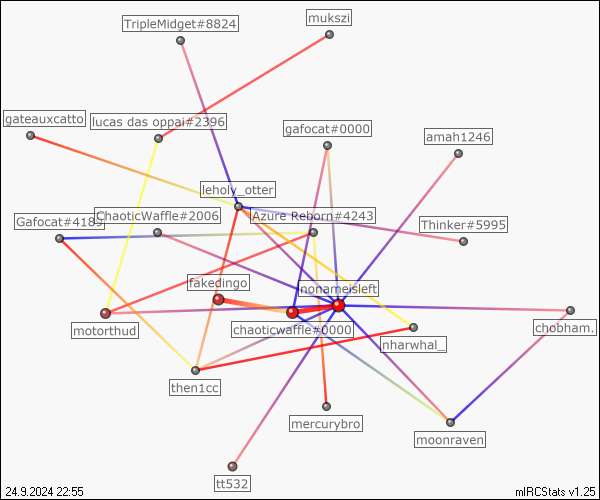 TripleMidget#8824
mukszi
gateauxcatto
lucas das oppai#2396
gafocat#0000
amah1246
leholy_otter
Gafocat#4189
ChaoticWaffle#2006
Azure Reborn#4243
Thinker#5995
fakedingo
nohameisleft
motorthud
chaoticwaffle#0000
chobham.
nharwhal_
then1cc
mercurybro
moonraven
tt532
24.9.2024 22:55
mIRCStats v1.25